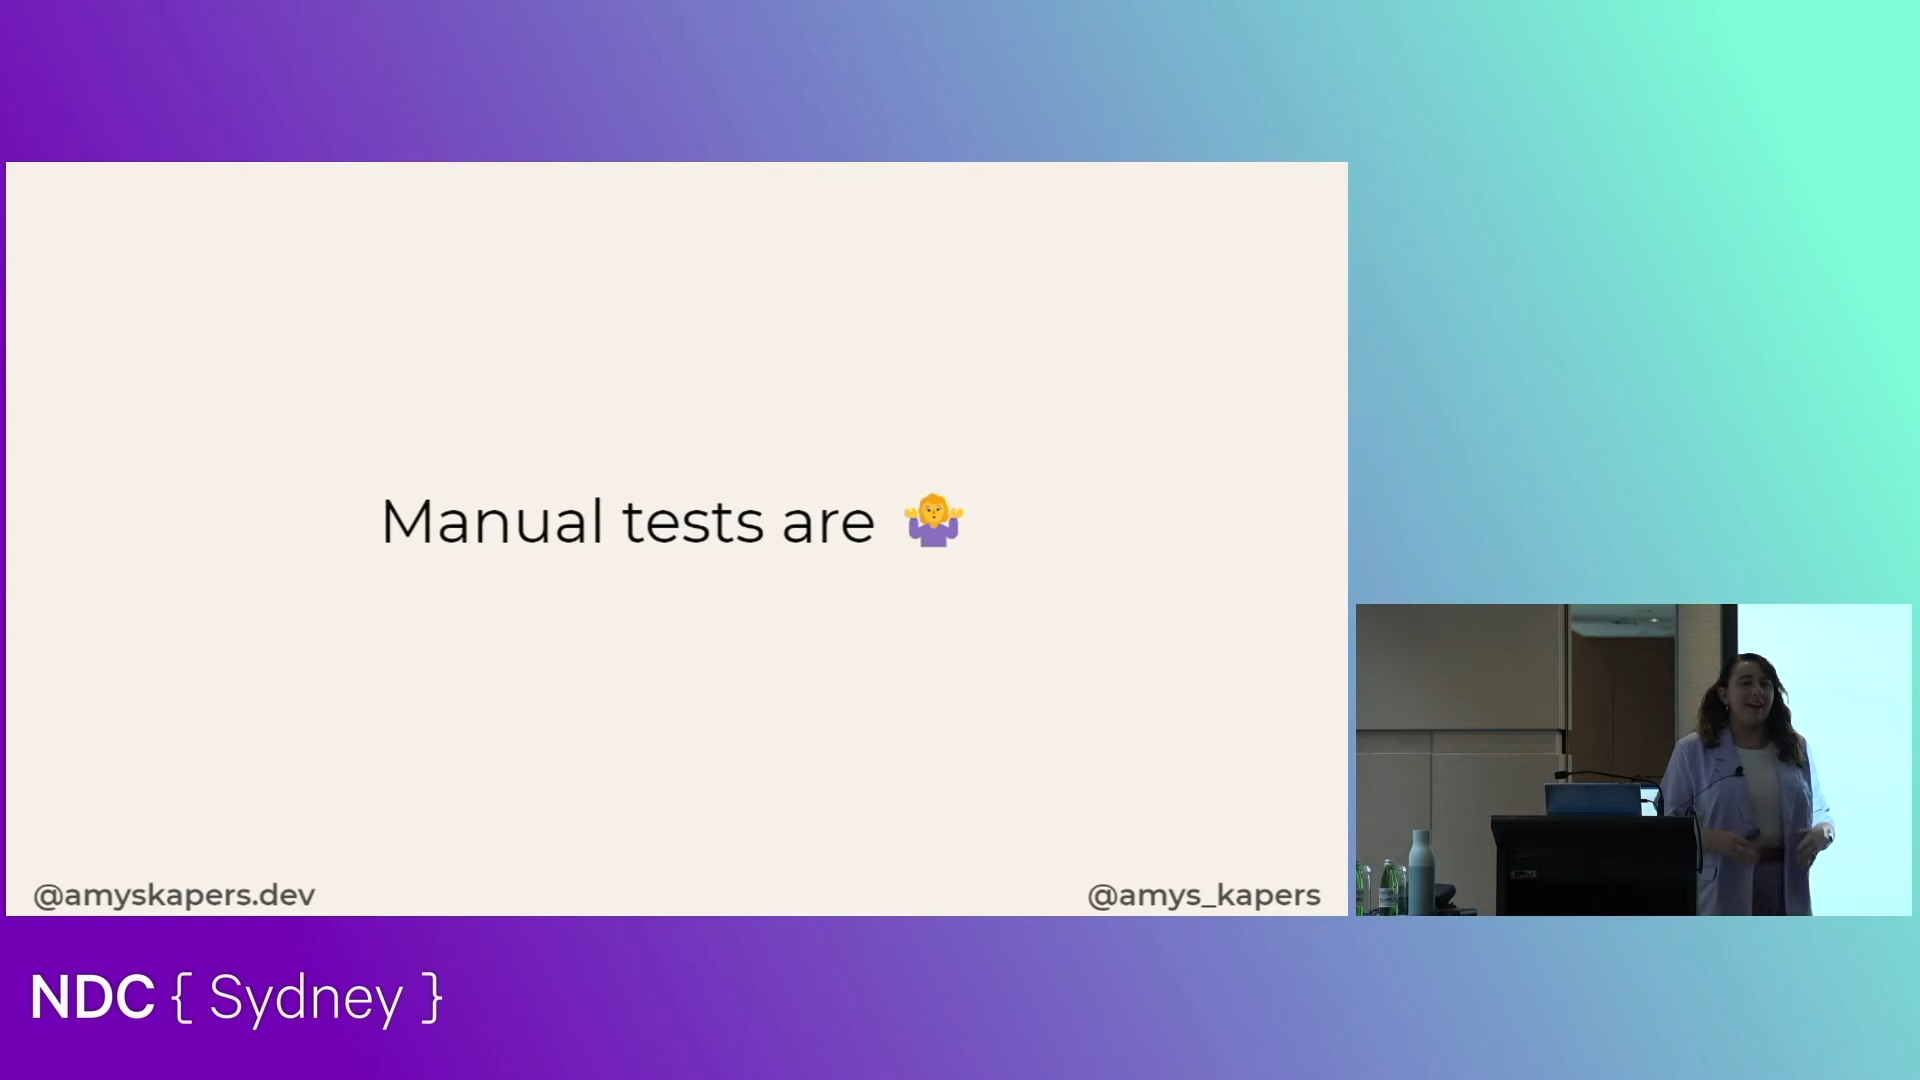 Manual tests are 🤷‍♀️
@amyskapers.dev
@amys_kapers
NDC { Sydney }